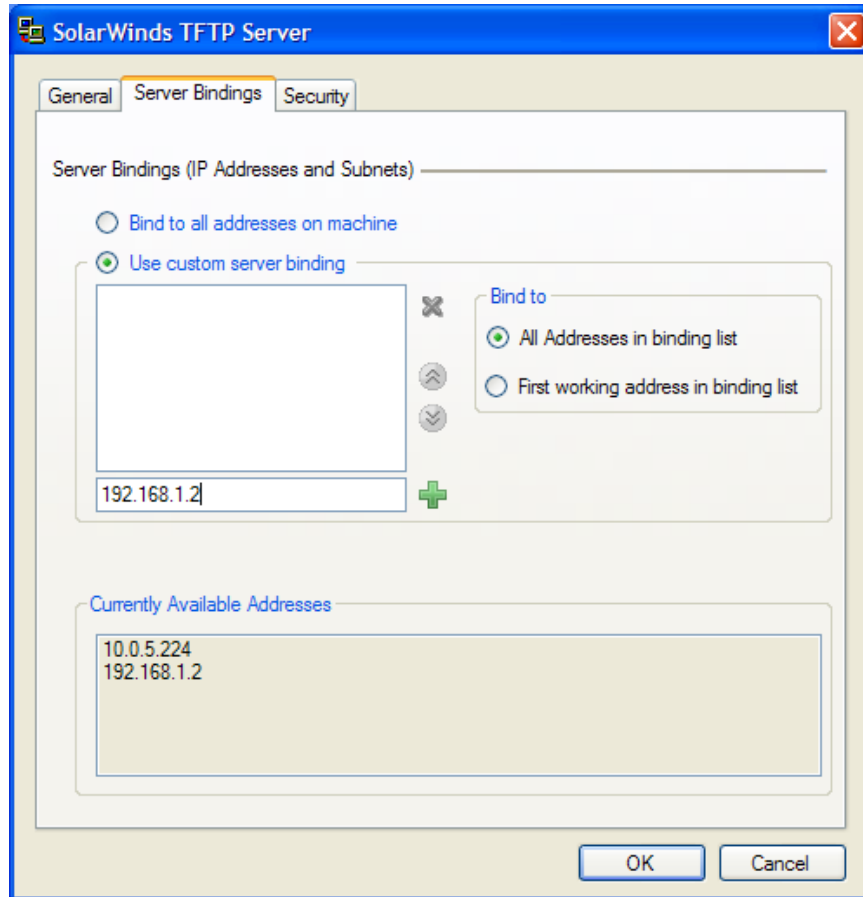 SolarWinds TFTP Server
General Server Bindings Security
Server Bindings (IP Addresses and Subnets)
Bind to all addresses on machine
Use custom server binding
Bind to
All Addresses in binding list
First working address in binding list
192.168.1.2
Currently Available Addresses
10.0.5.224
192.168.1.2
OK Cancel